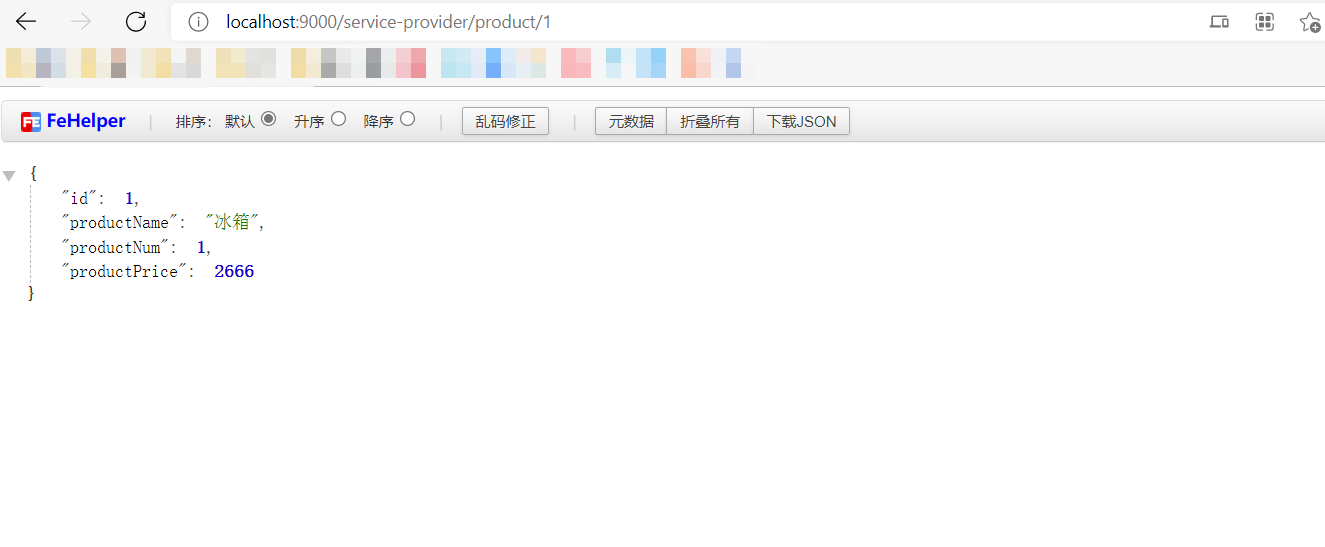 localhost:9000/service-provider/product/1
FeHelper | 排序: 默认 升序 降序 | 乱码修正 | 元数据 折叠所有 下载JSON
{
"id": 1,
"productName": "冰箱",
"productNum": 1,
"productPrice": 2666
}